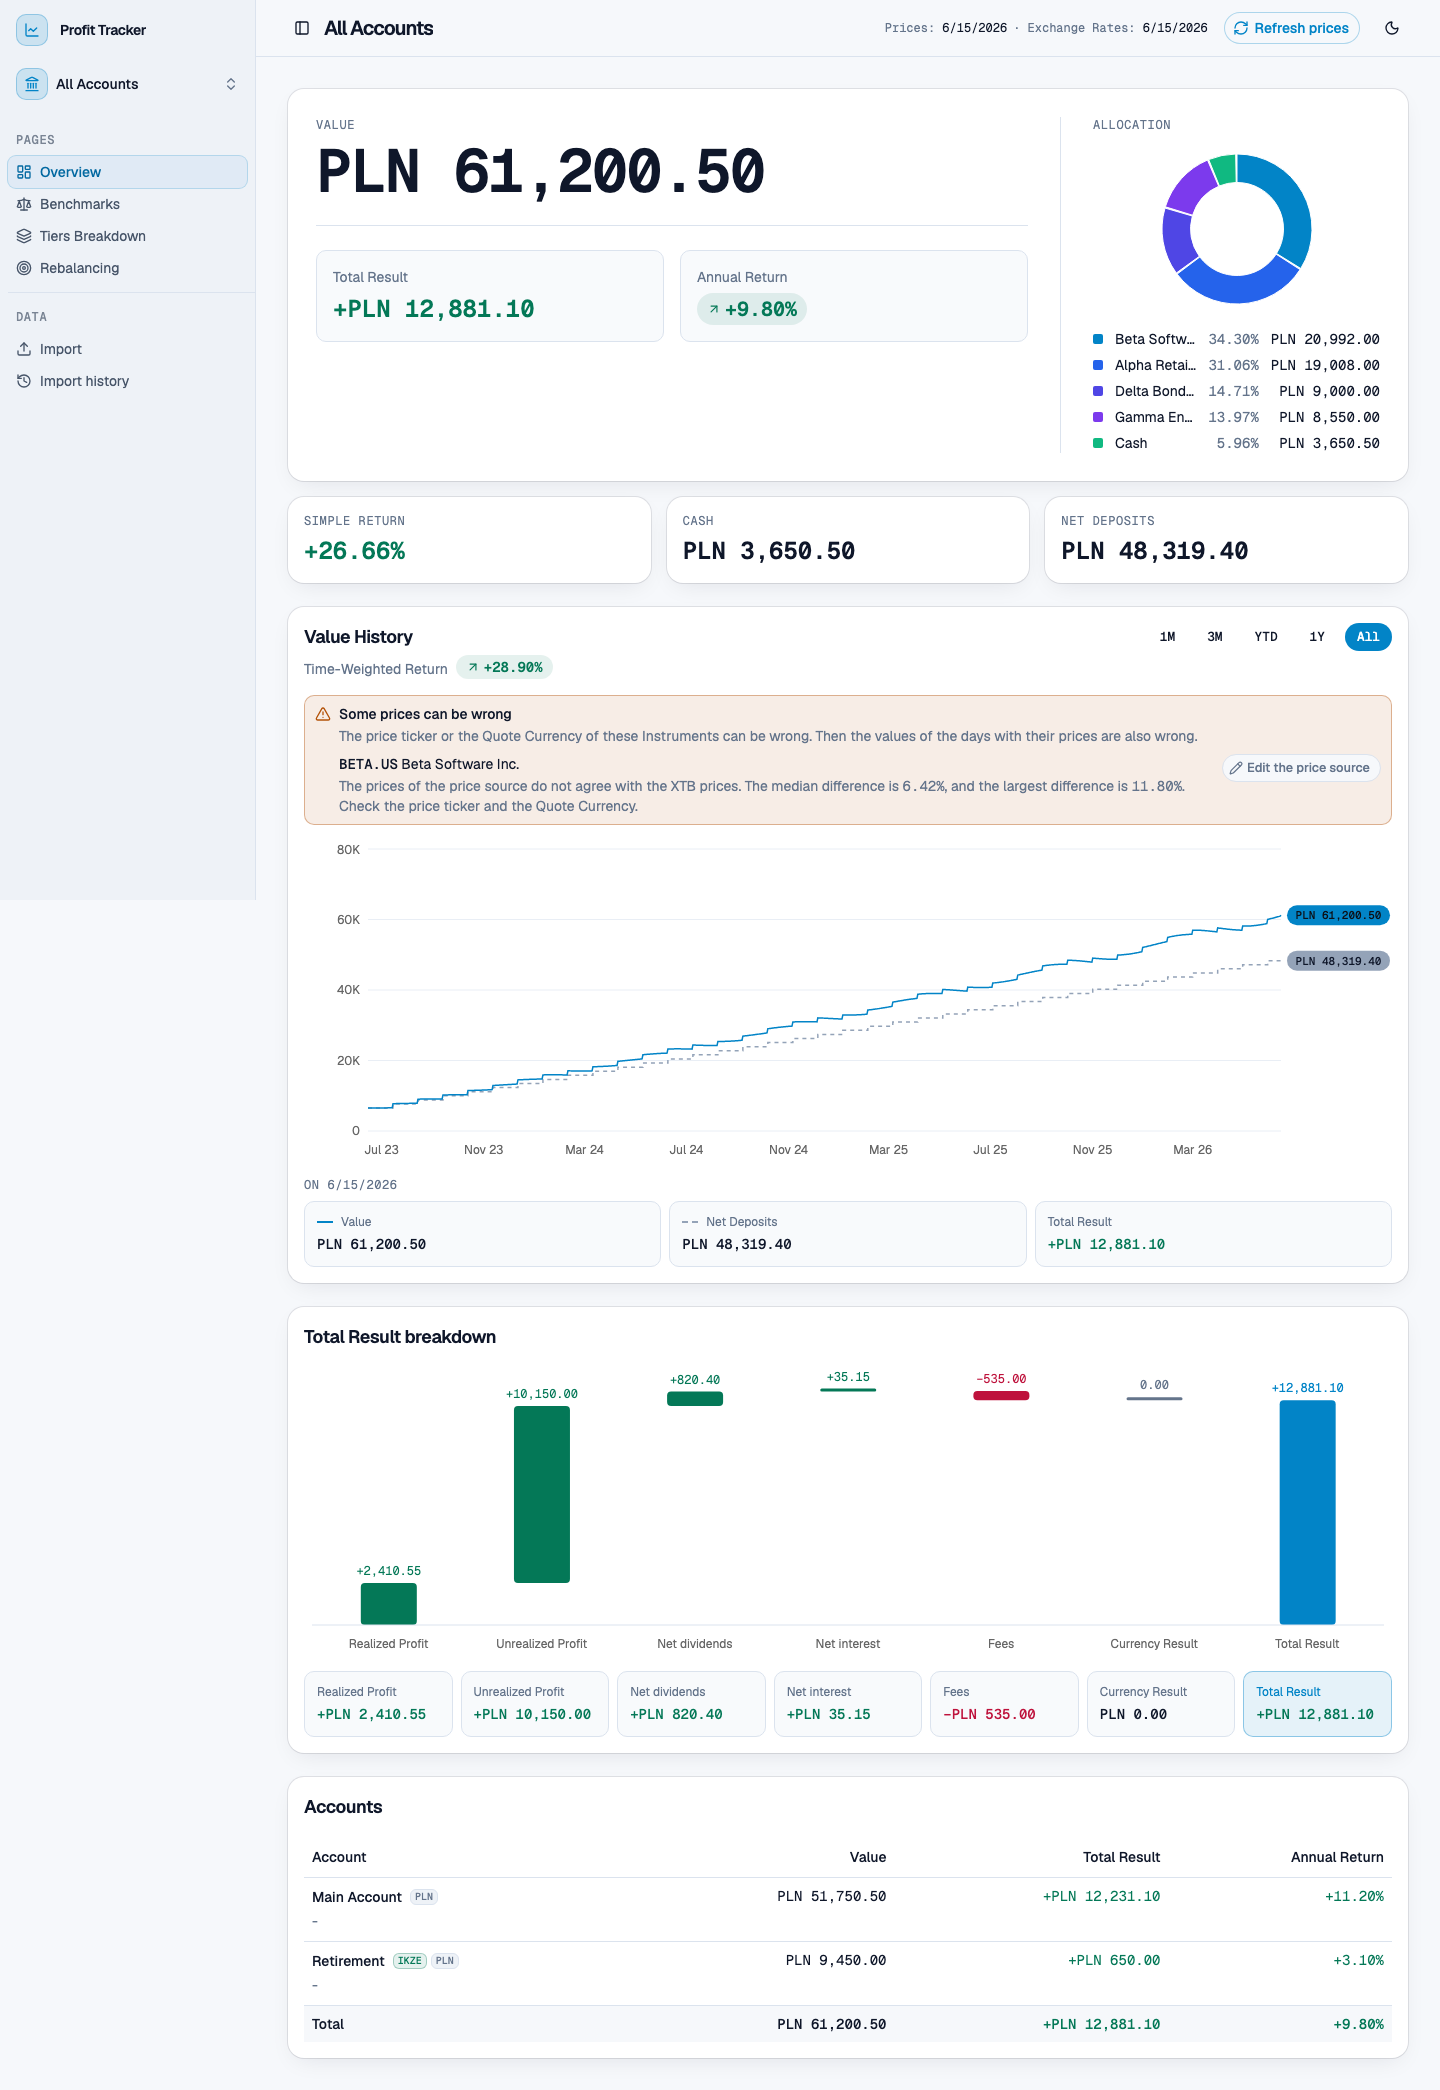 Profit Tracker
All Accounts
PAGES
Overview
Benchmarks
Tiers Breakdown
Rebalancing
DATA
Import
Import history
All Accounts
Prices: 6/15/2026 · Exchange Rates: 6/15/2026
Refresh prices
VALUE
PLN 61,200.50
Total Result
+PLN 12,881.10
Annual Return
+9.80%
ALLOCATION
Beta Softw… 34.30% PLN 20,992.00
Alpha Retai… 31.06% PLN 19,008.00
Delta Bond… 14.71% PLN 9,000.00
Gamma En… 13.97% PLN 8,550.00
Cash 5.96% PLN 3,650.50
SIMPLE RETURN
+26.66%
CASH
PLN 3,650.50
NET DEPOSITS
PLN 48,319.40
Value History
1M 3M YTD 1Y All
Time-Weighted Return +28.90%
Some prices can be wrong
The price ticker or the Quote Currency of these Instruments can be wrong. Then the values of the days with their prices are also wrong.
BETA.US Beta Software Inc.
The prices of the price source do not agree with the XTB prices. The median difference is 6.42%, and the largest difference is 11.80%.
Check the price ticker and the Quote Currency.
Edit the price source
80K
60K
40K
20K
0
PLN 61,200.50
PLN 48,319.40
Jul 23 Nov 23 Mar 24 Jul 24 Nov 24 Mar 25 Jul 25 Nov 25 Mar 26
ON 6/15/2026
Value
PLN 61,200.50
Net Deposits
PLN 48,319.40
Total Result
+PLN 12,881.10
Total Result breakdown
+2,410.55
+10,150.00
+820.40
+35.15
−535.00
0.00
+12,881.10
Realized Profit Unrealized Profit Net dividends Net interest Fees Currency Result Total Result
Realized Profit
+PLN 2,410.55
Unrealized Profit
+PLN 10,150.00
Net dividends
+PLN 820.40
Net interest
+PLN 35.15
Fees
−PLN 535.00
Currency Result
PLN 0.00
Total Result
+PLN 12,881.10
Accounts
Account Value Total Result Annual Return
Main Account PLN PLN 51,750.50 +PLN 12,231.10 +11.20%
-
Retirement IKZE PLN PLN 9,450.00 +PLN 650.00 +3.10%
-
Total PLN 61,200.50 +PLN 12,881.10 +9.80%